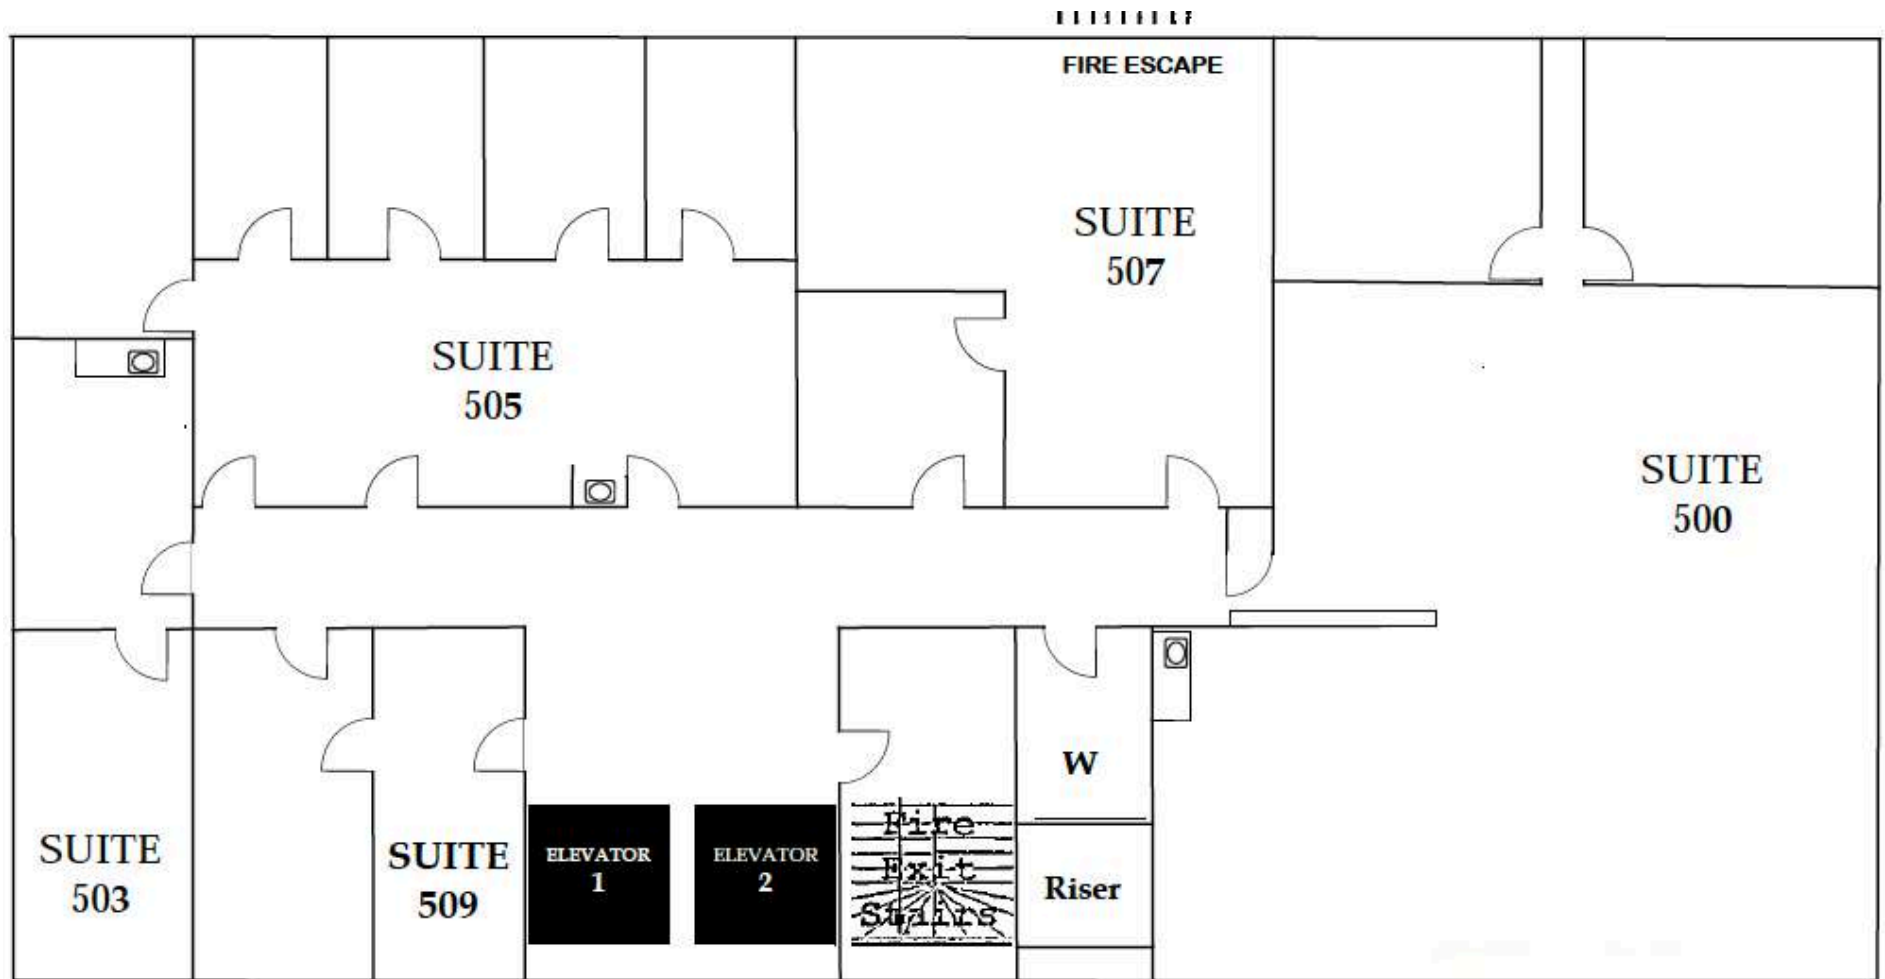 FIRE ESCAPE
SUITE
507
SUITE
505
SUITE
500
W
SUITE
503
SUITE
509
ELEVATOR
1
ELEVATOR
2
Fire
Exit
Stairs
Riser